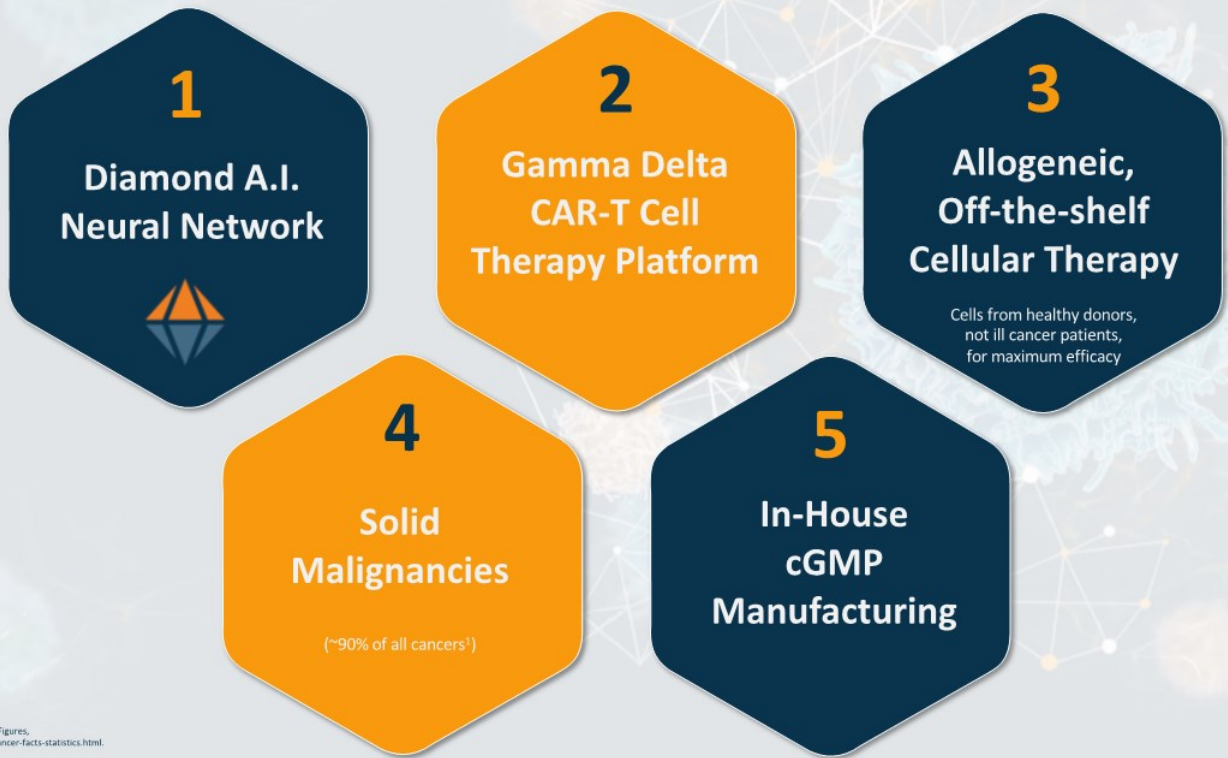 1
Diamond A.I.
Neural Network
2
Gamma Delta
CAR-T Cell
Therapy Platform
3
Allogeneic,
Off-the-shelf
Cellular Therapy
Cells from healthy donors,
not ill cancer patients,
for maximum efficacy
4
Solid
Malignancies
(~90% of all cancers¹)
5
In-House
cGMP
Manufacturing
Figures,
ncer-facts-statistics.html.